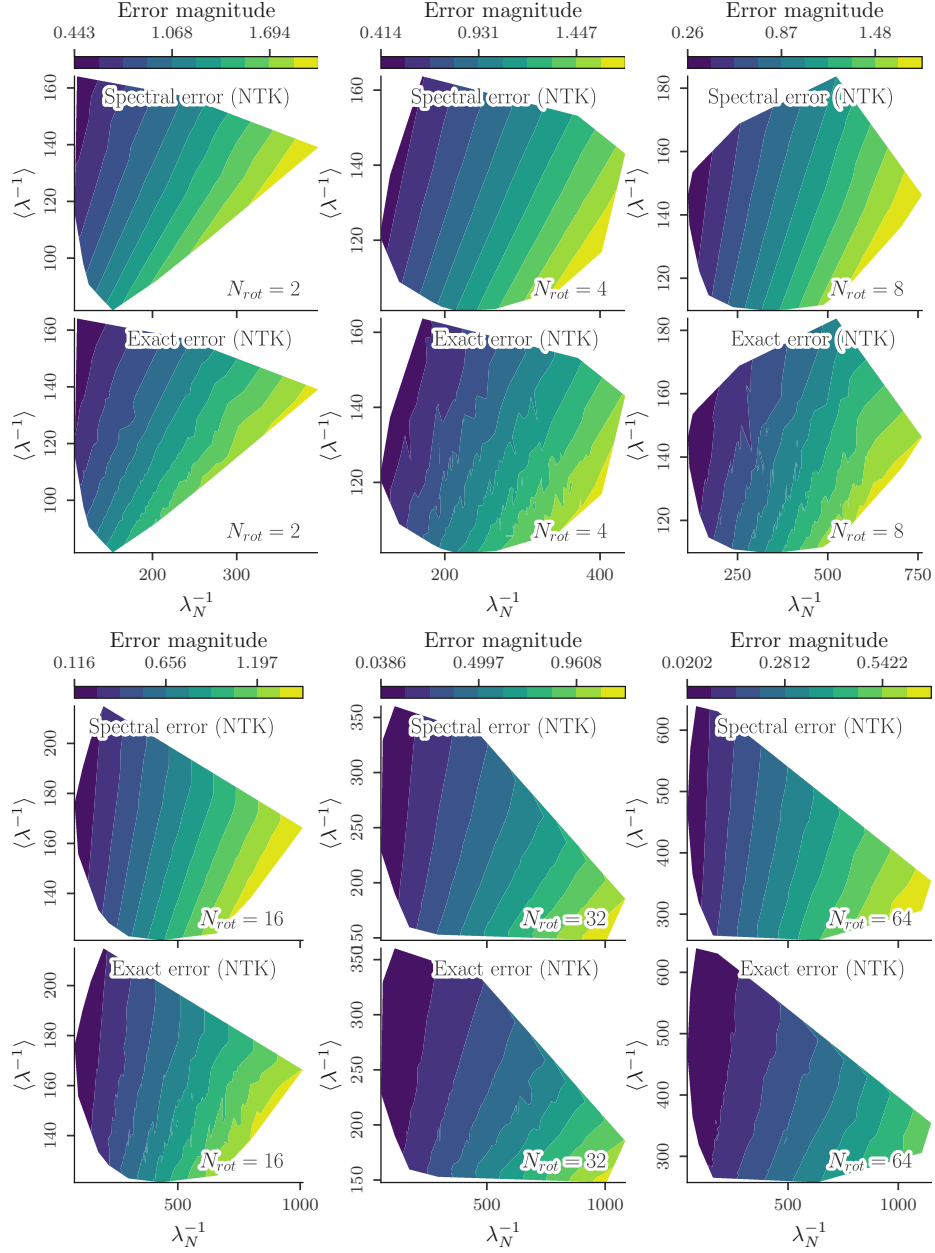 Error magnitude Error magnitude Error magnitude
0.443 1.068 1.694 0.414 0.931 1.447 0.26 0.87 1.48
Spectral error (NTK) Spectral error (NTK) Spectral error (NTK)
⟨λ⁻¹⟩ ⟨λ⁻¹⟩ ⟨λ⁻¹⟩
160 140 120 100
160 140 120
180 160 140 120
N_rot = 2 N_rot = 4 N_rot = 8
Exact error (NTK) Exact error (NTK) Exact error (NTK)
⟨λ⁻¹⟩ ⟨λ⁻¹⟩ ⟨λ⁻¹⟩
160 140 120 100
160 140 120
180 160 140 120
N_rot = 2 N_rot = 4 N_rot = 8
200 300 200 400 250 500 750
λ_N⁻¹ λ_N⁻¹ λ_N⁻¹
Error magnitude Error magnitude Error magnitude
0.116 0.656 1.197 0.0386 0.4997 0.9608 0.0202 0.2812 0.5422
Spectral error (NTK) Spectral error (NTK) Spectral error (NTK)
⟨λ⁻¹⟩ ⟨λ⁻¹⟩ ⟨λ⁻¹⟩
200 180 160 140
350 300 250 200 150
600 500 400 300
N_rot = 16 N_rot = 32 N_rot = 64
Exact error (NTK) Exact error (NTK) Exact error (NTK)
⟨λ⁻¹⟩ ⟨λ⁻¹⟩ ⟨λ⁻¹⟩
200 180 160 140
350 300 250 200 150
600 500 400 300
N_rot = 16 N_rot = 32 N_rot = 64
500 1000 500 1000 500 1000
λ_N⁻¹ λ_N⁻¹ λ_N⁻¹